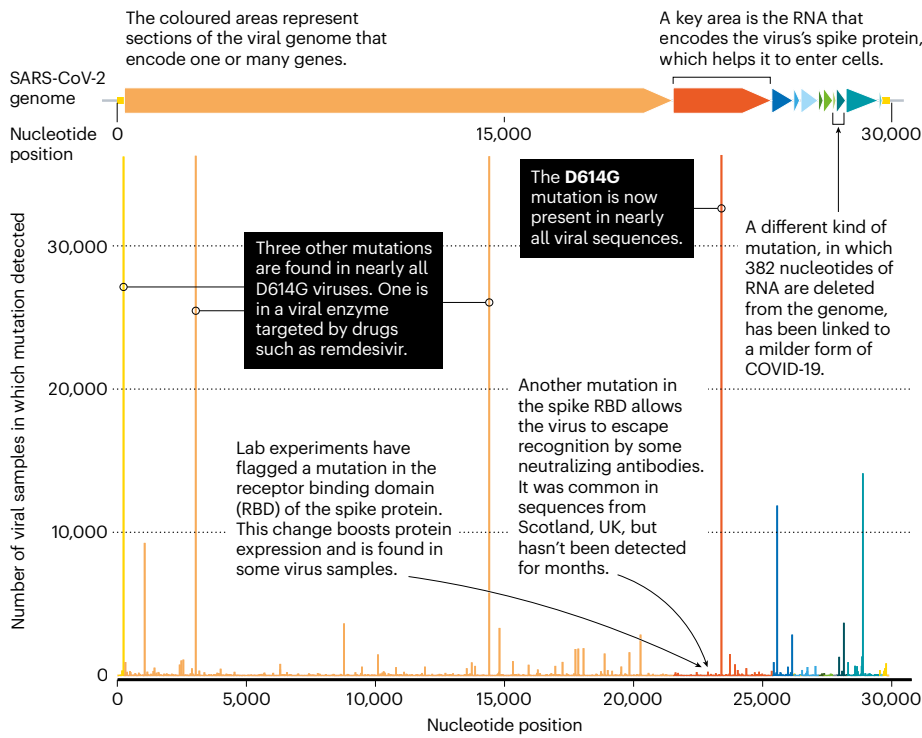 The coloured areas represent
sections of the viral genome that
encode one or many genes.
A key area is the RNA that
encodes the virus's spike protein,
which helps it to enter cells.
SARS-CoV-2
genome
Nucleotide
position
0
15,000
30,000
Number of viral samples in which mutation detected
30,000
20,000
10,000
0
Three other mutations
are found in nearly all
D614G viruses. One is
in a viral enzyme
targeted by drugs
such as remdesivir.
The D614G
mutation is now
present in nearly
all viral sequences.
A different kind of
mutation, in which
382 nucleotides of
RNA are deleted
from the genome,
has been linked to
a milder form of
COVID-19.
Lab experiments have
flagged a mutation in the
receptor binding domain
(RBD) of the spike protein.
This change boosts protein
expression and is found in
some virus samples.
Another mutation in
the spike RBD allows
the virus to escape
recognition by some
neutralizing antibodies.
It was common in
sequences from
Scotland, UK, but
hasn't been detected
for months.
0
5,000
10,000
15,000
20,000
25,000
30,000
Nucleotide position